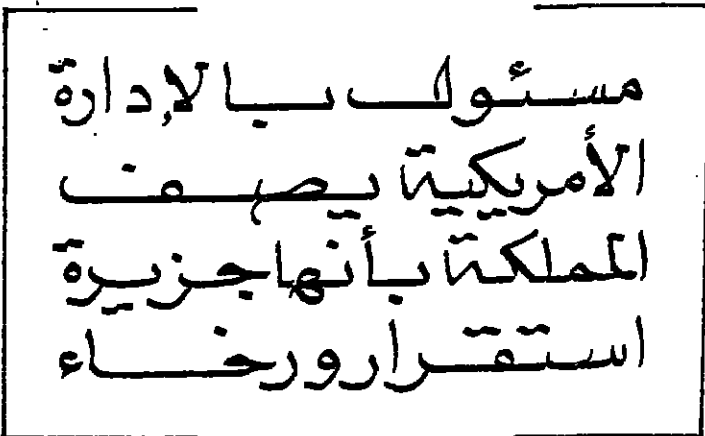 مسئول بالإدارة
الأمريكية يصف
المملكة بأنها جزيرة
استقرار ورخاء